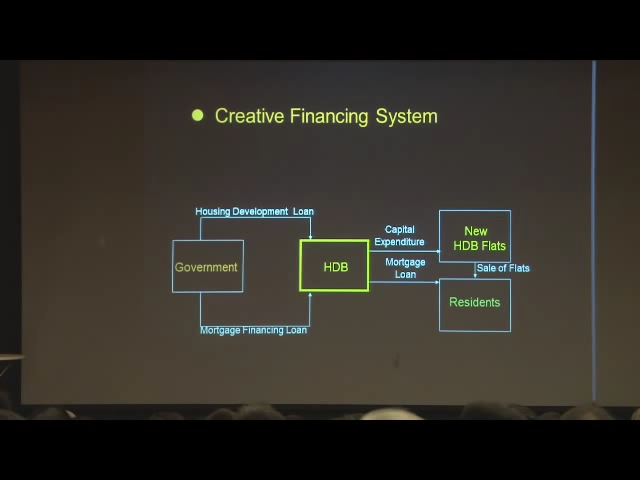 Creative Financing System
Housing Development Loan
Government
Mortgage Financing Loan
HDB
Capital
Expenditure
Mortgage
Loan
New
HDB Flats
Sale of Flats
Residents